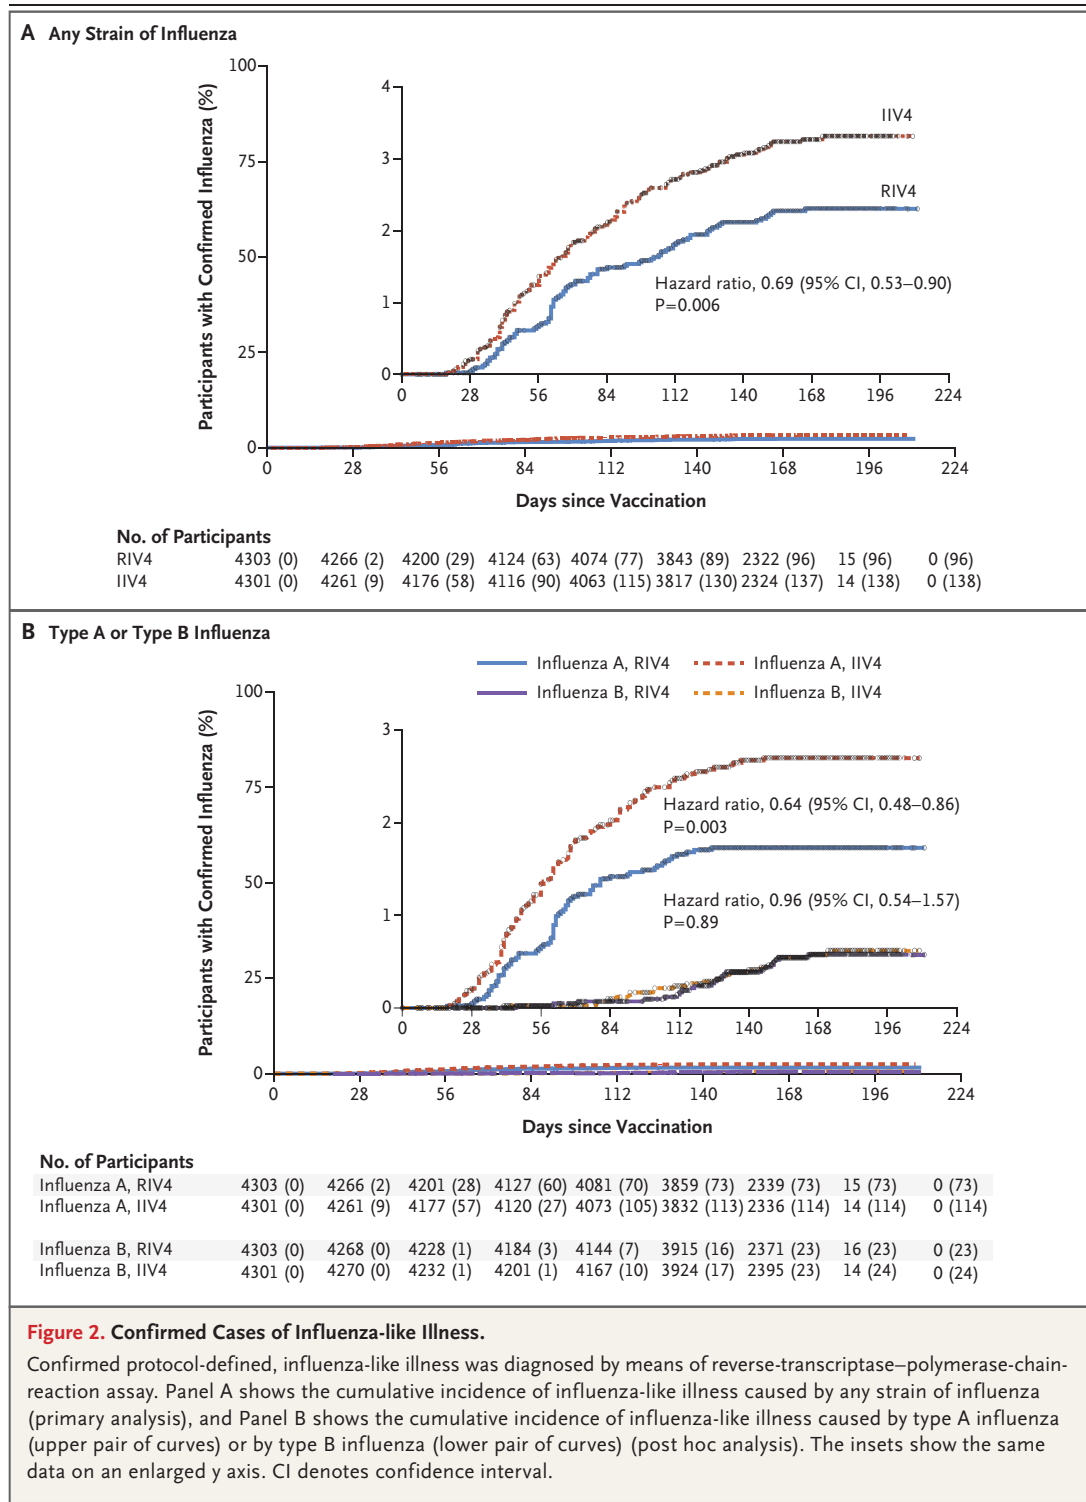 A Any Strain of Influenza
Participants with Confirmed Influenza (%)
100
75
50
25
0
4
3
2
1
0
IIV4
RIV4
Hazard ratio, 0.69 (95% CI, 0.53–0.90)
P=0.006
0 28 56 84 112 140 168 196 224
0 28 56 84 112 140 168 196 224
Days since Vaccination
No. of Participants
RIV4 4303 (0) 4266 (2) 4200 (29) 4124 (63) 4074 (77) 3843 (89) 2322 (96) 15 (96) 0 (96)
IIV4 4301 (0) 4261 (9) 4176 (58) 4116 (90) 4063 (115) 3817 (130) 2324 (137) 14 (138) 0 (138)
B Type A or Type B Influenza
Influenza A, RIV4 Influenza A, IIV4
Influenza B, RIV4 Influenza B, IIV4
Participants with Confirmed Influenza (%)
100
75
50
25
0
3
2
1
0
Hazard ratio, 0.64 (95% CI, 0.48–0.86)
P=0.003
Hazard ratio, 0.96 (95% CI, 0.54–1.57)
P=0.89
0 28 56 84 112 140 168 196 224
0 28 56 84 112 140 168 196 224
Days since Vaccination
No. of Participants
Influenza A, RIV4 4303 (0) 4266 (2) 4201 (28) 4127 (60) 4081 (70) 3859 (73) 2339 (73) 15 (73) 0 (73)
Influenza A, IIV4 4301 (0) 4261 (9) 4177 (57) 4120 (27) 4073 (105) 3832 (113) 2336 (114) 14 (114) 0 (114)
Influenza B, RIV4 4303 (0) 4268 (0) 4228 (1) 4184 (3) 4144 (7) 3915 (16) 2371 (23) 16 (23) 0 (23)
Influenza B, IIV4 4301 (0) 4270 (0) 4232 (1) 4201 (1) 4167 (10) 3924 (17) 2395 (23) 14 (24) 0 (24)
Figure 2. Confirmed Cases of Influenza-like Illness.
Confirmed protocol-defined, influenza-like illness was diagnosed by means of reverse-transcriptase–polymerase-chain-
reaction assay. Panel A shows the cumulative incidence of influenza-like illness caused by any strain of influenza
(primary analysis), and Panel B shows the cumulative incidence of influenza-like illness caused by type A influenza
(upper pair of curves) or by type B influenza (lower pair of curves) (post hoc analysis). The insets show the same
data on an enlarged y axis. CI denotes confidence interval.